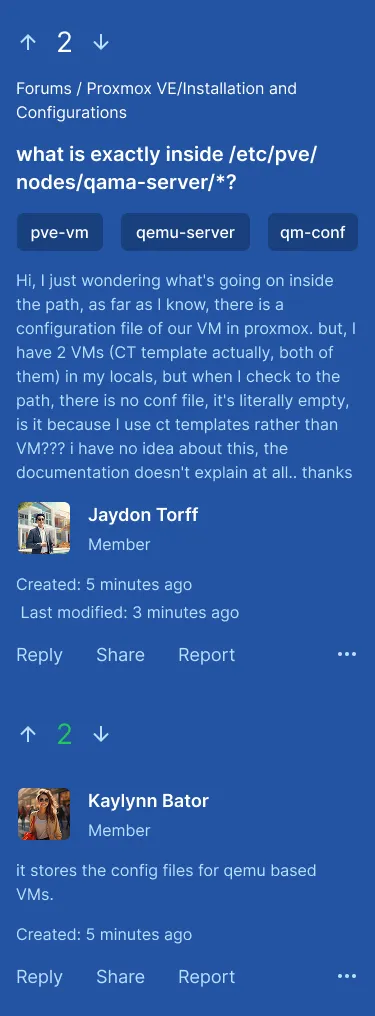 2
Forums / Proxmox VE/Installation and
Configurations
what is exactly inside /etc/pve/
nodes/qama-server/*?
pve-vm qemu-server qm-conf
Hi, I just wondering what's going on inside
the path, as far as I know, there is a
configuration file of our VM in proxmox. but, I
have 2 VMs (CT template actually, both of
them) in my locals, but when I check to the
path, there is no conf file, it's literally empty,
is it because I use ct templates rather than
VM??? i have no idea about this, the
documentation doesn't explain at all.. thanks
Jaydon Torff
Member
Created: 5 minutes ago
Last modified: 3 minutes ago
Reply Share Report
2
Kaylynn Bator
Member
it stores the config files for qemu based
VMs.
Created: 5 minutes ago
Reply Share Report